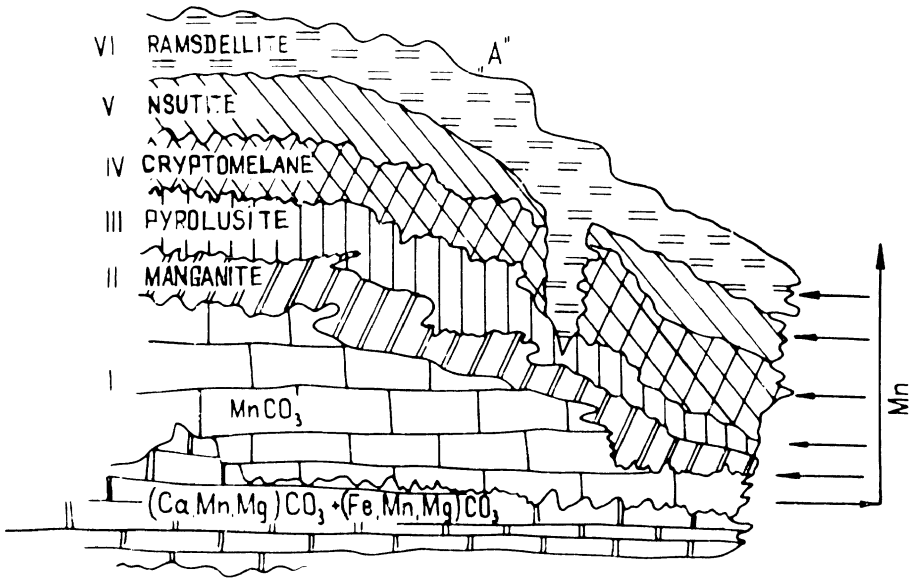 VI RAMSDELLITE
„A"
V NSUTITE
IV CRYPTOMELANE
III PYROLUSITE
II MANGANITE
I
MnCO₃
(Ca,Mn,Mg)CO₃+(Fe,Mn,Mg)CO₃
Mn